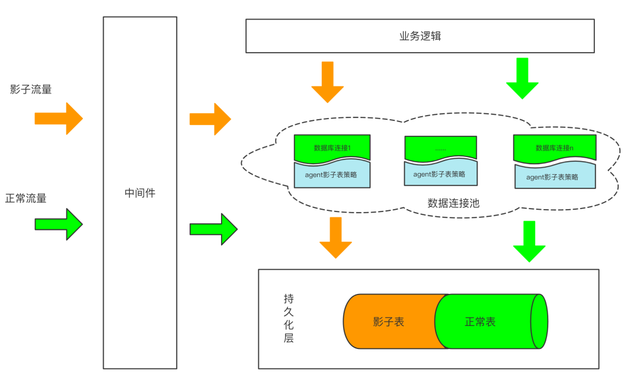 业务逻辑
影子流量
数据库连接1
......
数据库连接n
agent影子表策略
agent影子表策略
agent影子表策略
正常流量
中间件
数据连接池
持久化层
影子表
正常表